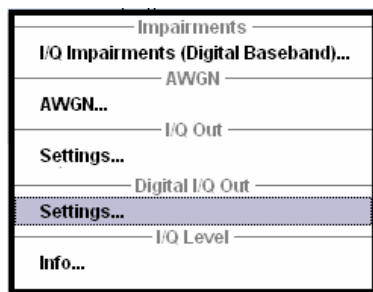 Impairments
I/Q Impairments (Digital Baseband)...
AWGN
AWGN...
I/Q Out
Settings...
Digital I/Q Out
Settings...
I/Q Level
Info...